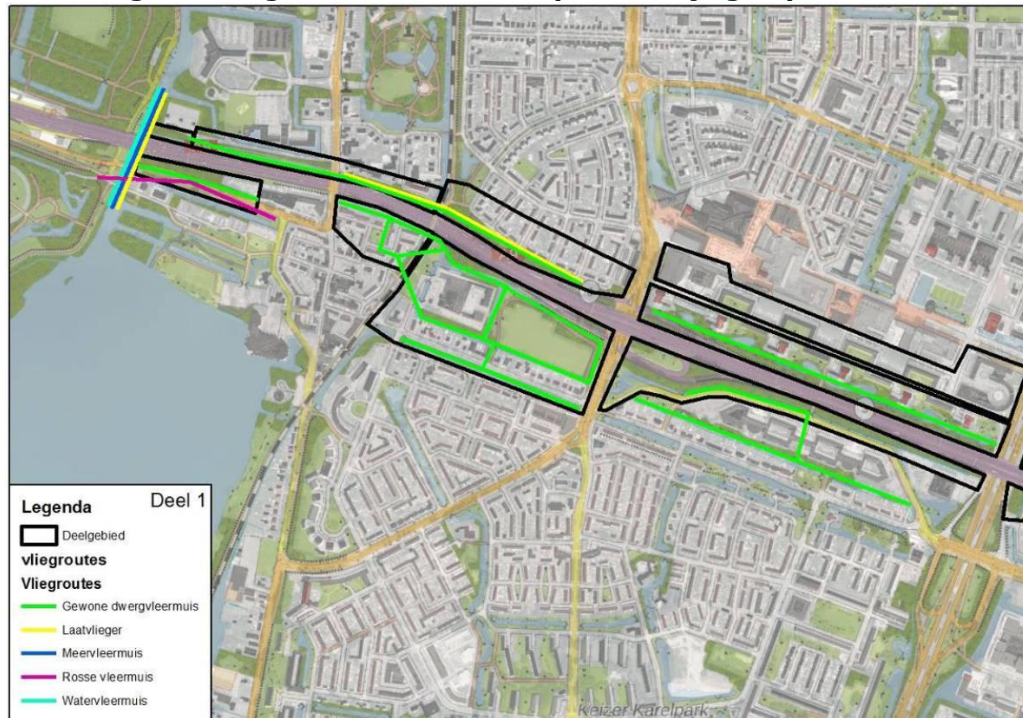 Legenda
Deel 1
Deelgebied
vliegroutes
Vliegroutes
Gewone dwergvleermuis
Laatvlieger
Meervleermuis
Rosse vleermuis
Watervleermuis
Keizer Karelpark